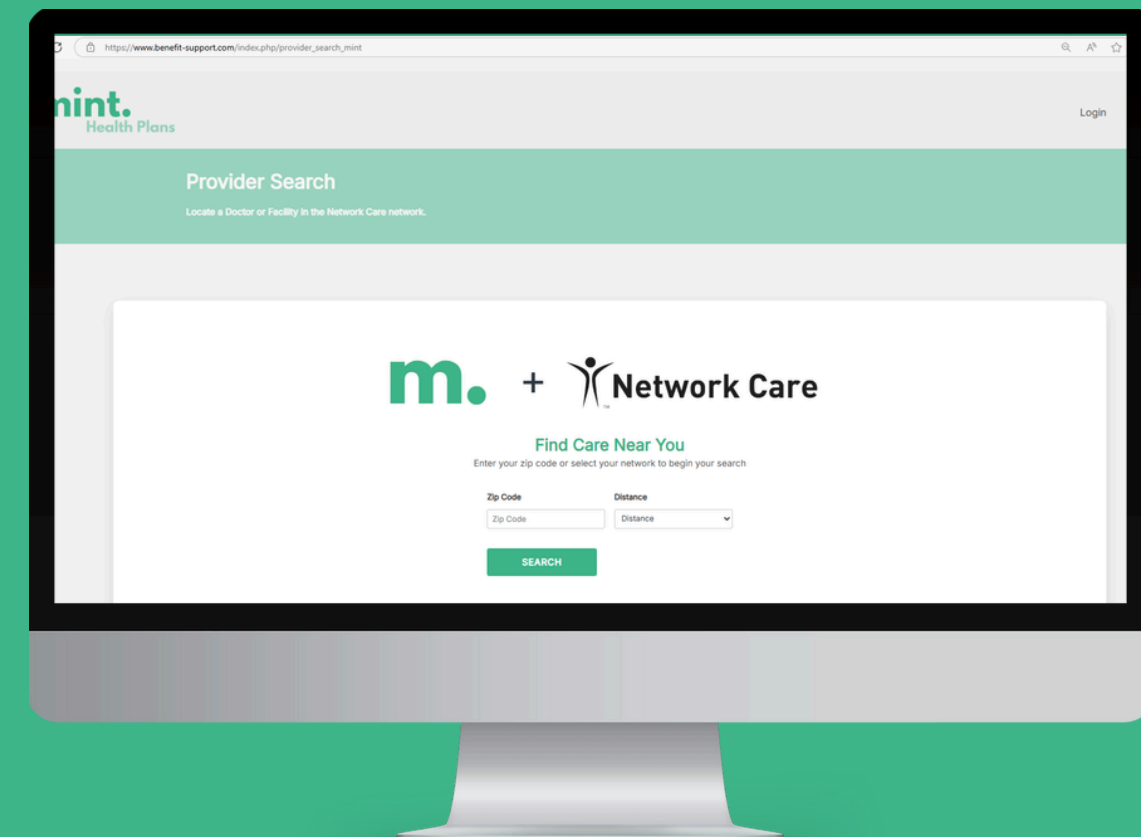 https://www.benefit-support.com/index.php/provider_search_mint
mint.
Health Plans
Login
Provider Search
Locate a Doctor or Facility in the Network Care network.
m. + Network Care
TM
Find Care Near You
Enter your zip code or select your network to begin your search
Zip Code Distance
Zip Code Distance
SEARCH